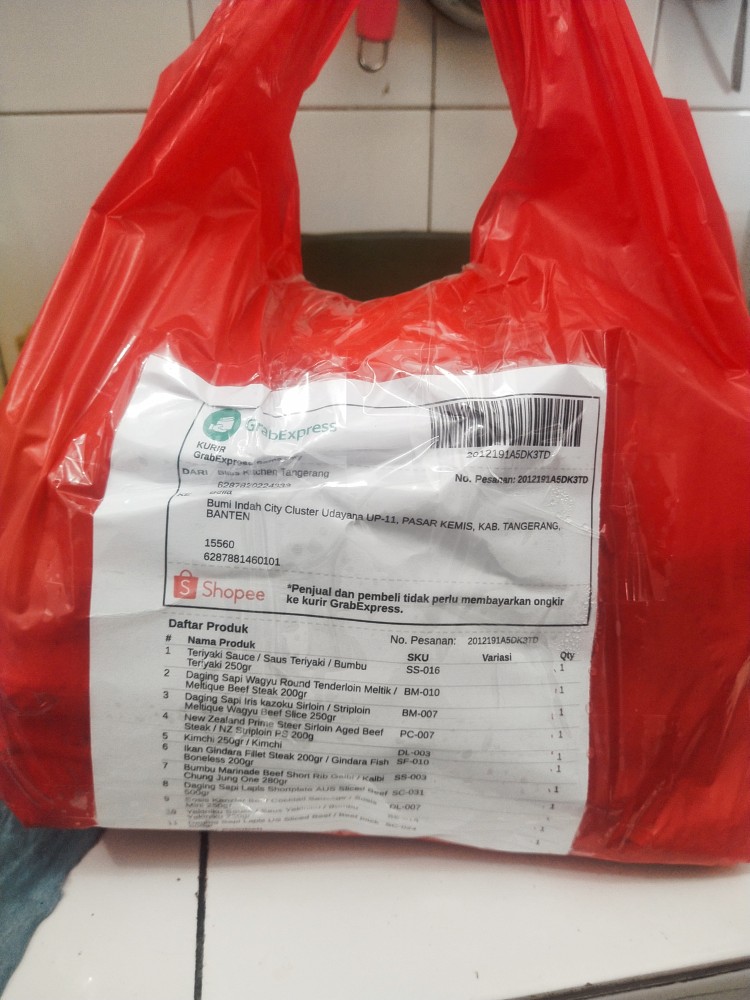 GrabExpress
2012191A5DK3TD
KURIR
GrabExpress
No. Pesanan: 2012191A5DK3TD
DARI Kitchen Tangerang
Bumi Indah City Cluster Udayana UP-11, PASAR KEMIS, KAB. TANGERANG,
BANTEN
15560
6287881460101
Shopee
*Penjual dan pembeli tidak perlu membayarkan ongkir
ke kurir GrabExpress.
Daftar Produk
No. Pesanan: 2012191A5DK3TD
# Nama Produk SKU Variasi Qty
1 Teriyaki Sauce / Saus Teriyaki / Bumbu SS-016 1
Teriyaki 250gr
2 Daging Sapi Wagyu Round Tenderloin Meltik / BM-010 1
Meltique Beef Steak 200gr
3 Daging Sapi Iris kazoku Sirloin / Striploin BM-007 1
Meltique Wagyu Beef Slice 250gr
4 New Zealand Prime Steer Sirloin Aged Beef PC-007 1
Steak / NZ Striploin PS 200g
5 Kimchi 250gr / Kimchi DL-003 1
6 Ikan Gindara Fillet Steak 200gr / Gindara Fish SF-010 1
Boneless 200gr
7 Bumbu Marinade Beef Short Rib / Kalbi SS-003 1
Chung Jung One 280gr
8 Daging Sapi Lapis Shortplate AUS Sliced Beef SC-031 1
500gr
9 DL-007 1
10 1
11 1